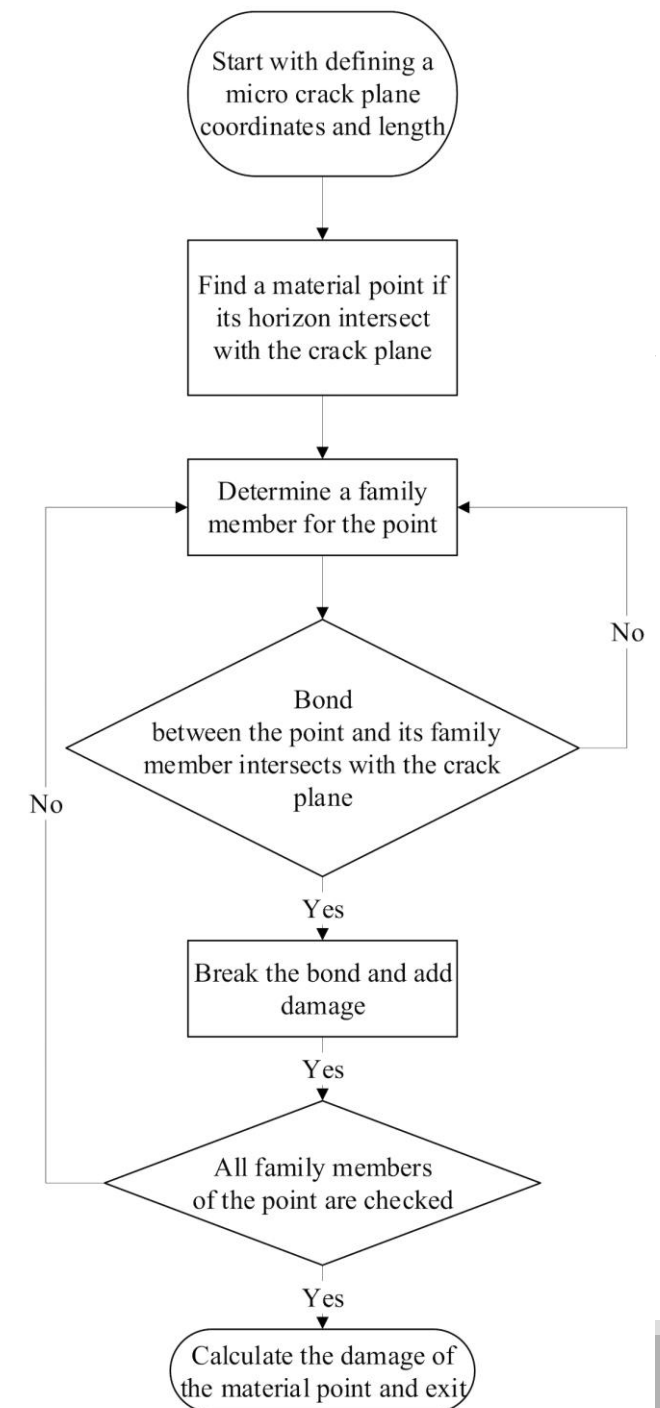 Start with defining a
micro crack plane
coordinates and length
Find a material point if
its horizon intersect
with the crack plane
Determine a family
member for the point
No
Bond
between the point and its family
member intersects with the crack
plane
No
Yes
Break the bond and add
damage
Yes
All family members
of the point are checked
Yes
Calculate the damage of
the material point and exit